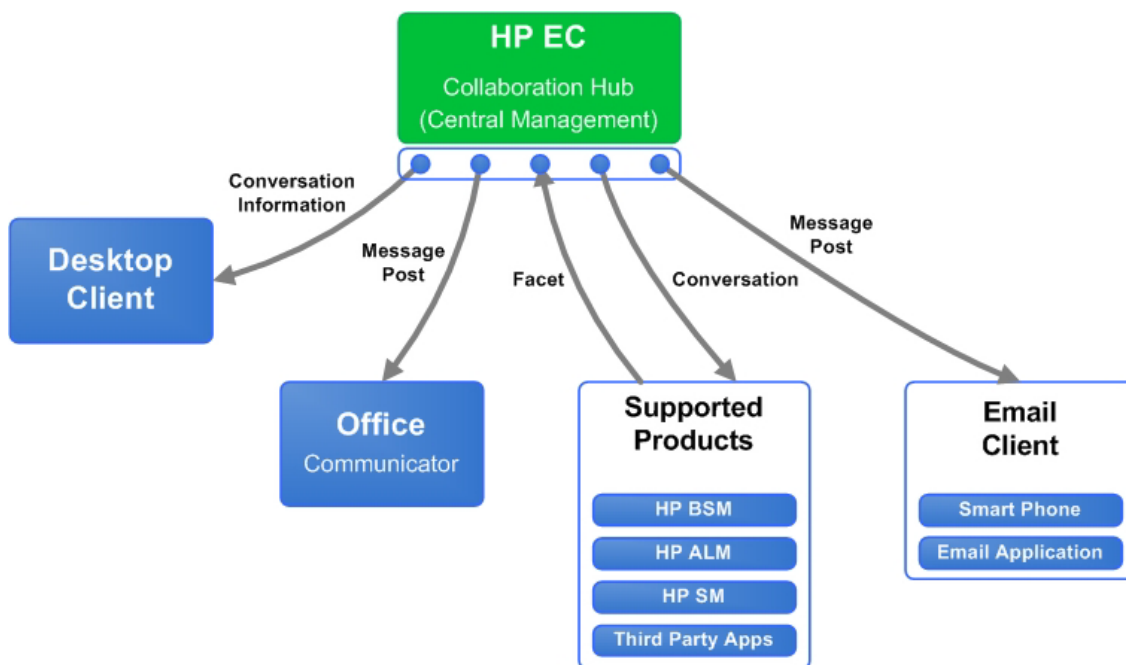 HP EC
Collaboration Hub
(Central Management)
Conversation
Information
Message
Post
Facet
Conversation
Message
Post
Desktop
Client
Office
Communicator
Supported
Products
HP BSM
HP ALM
HP SM
Third Party Apps
Email
Client
Smart Phone
Email Application